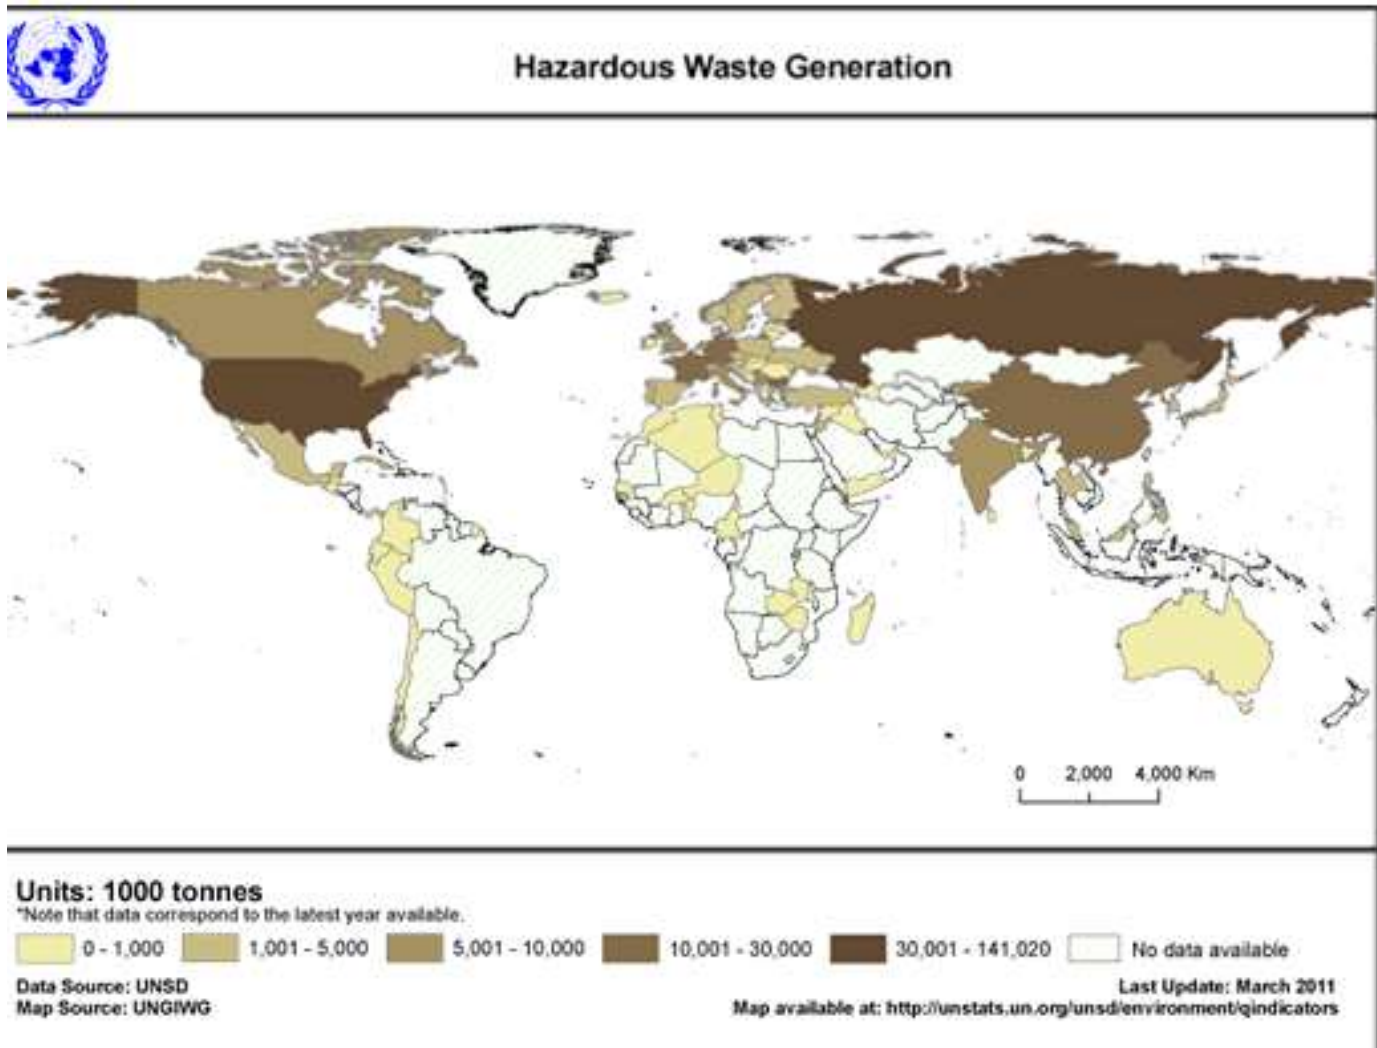 Hazardous Waste Generation
0 2,000 4,000 Km
Units: 1000 tonnes
*Note that data correspond to the latest year available.
0 - 1,000 1,001 - 5,000 5,001 - 10,000 10,001 - 30,000 30,001 - 141,020 No data available
Data Source: UNSD Last Update: March 2011
Map Source: UNGIWG Map available at: http://unstats.un.org/unsd/environment/qindicators